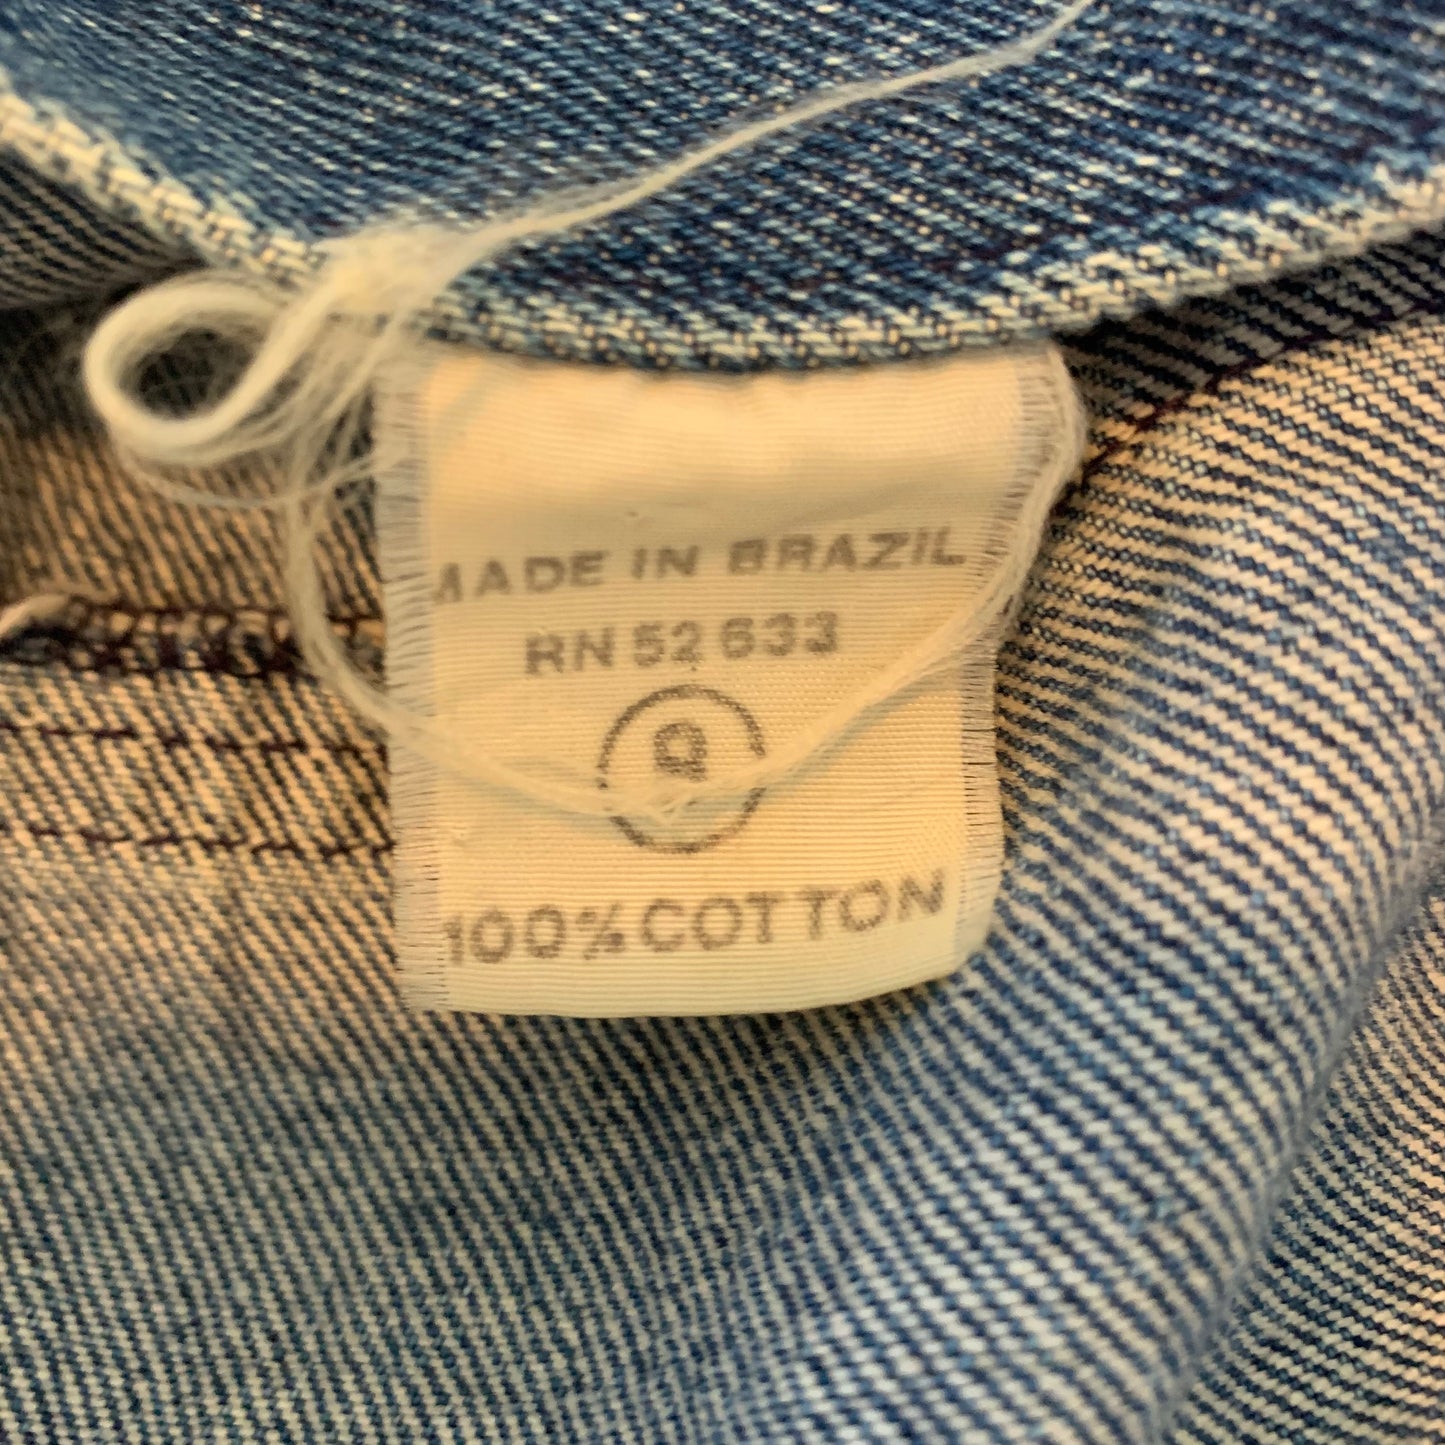 MADE IN BRAZIL
RN 52633
Q
100% COTTON